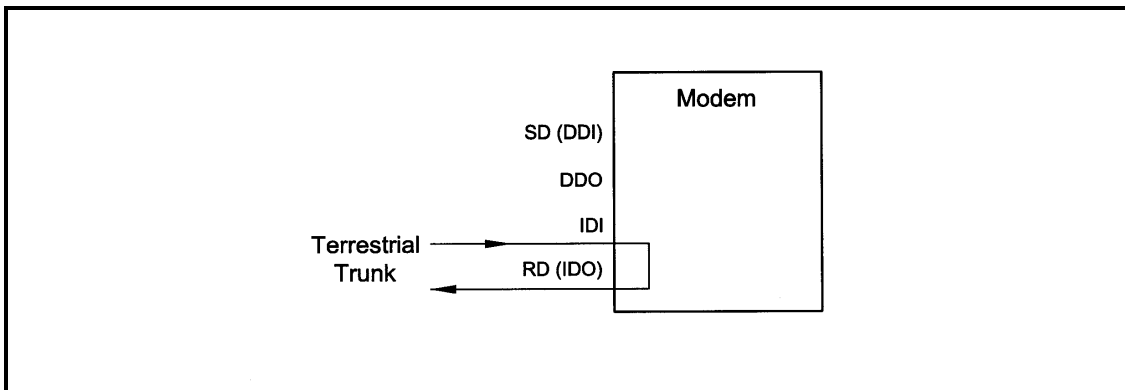 Modem
SD (DDI)
DDO
IDI
Terrestrial
Trunk
RD (IDO)